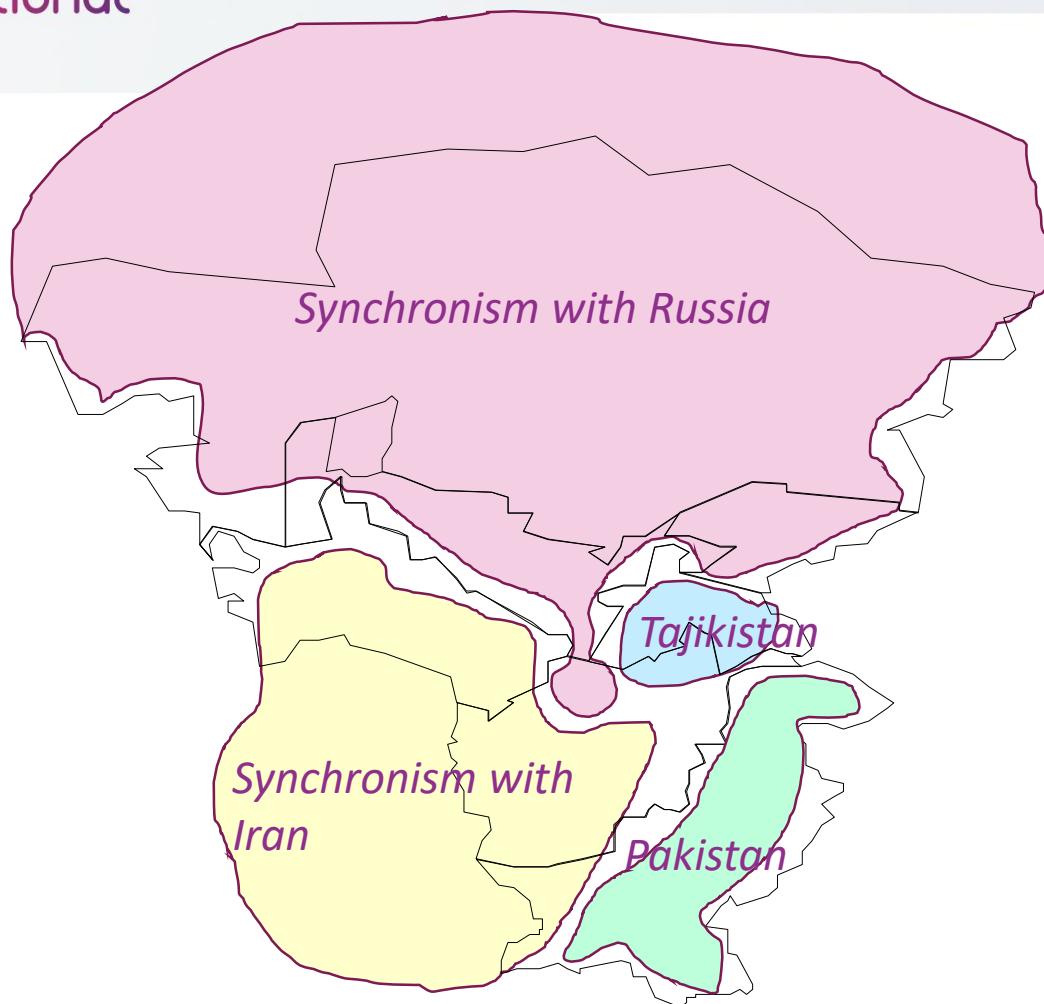 Synchronism with Russia
Tajikistan
Synchronism with
Iran
Pakistan